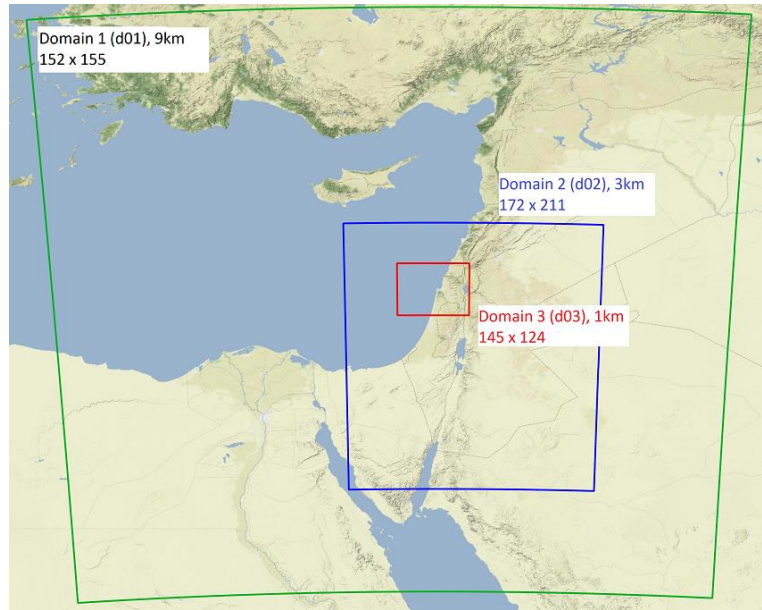 Domain 1 (d01), 9km
152 x 155
Domain 2 (d02), 3km
172 x 211
Domain 3 (d03), 1km
145 x 124